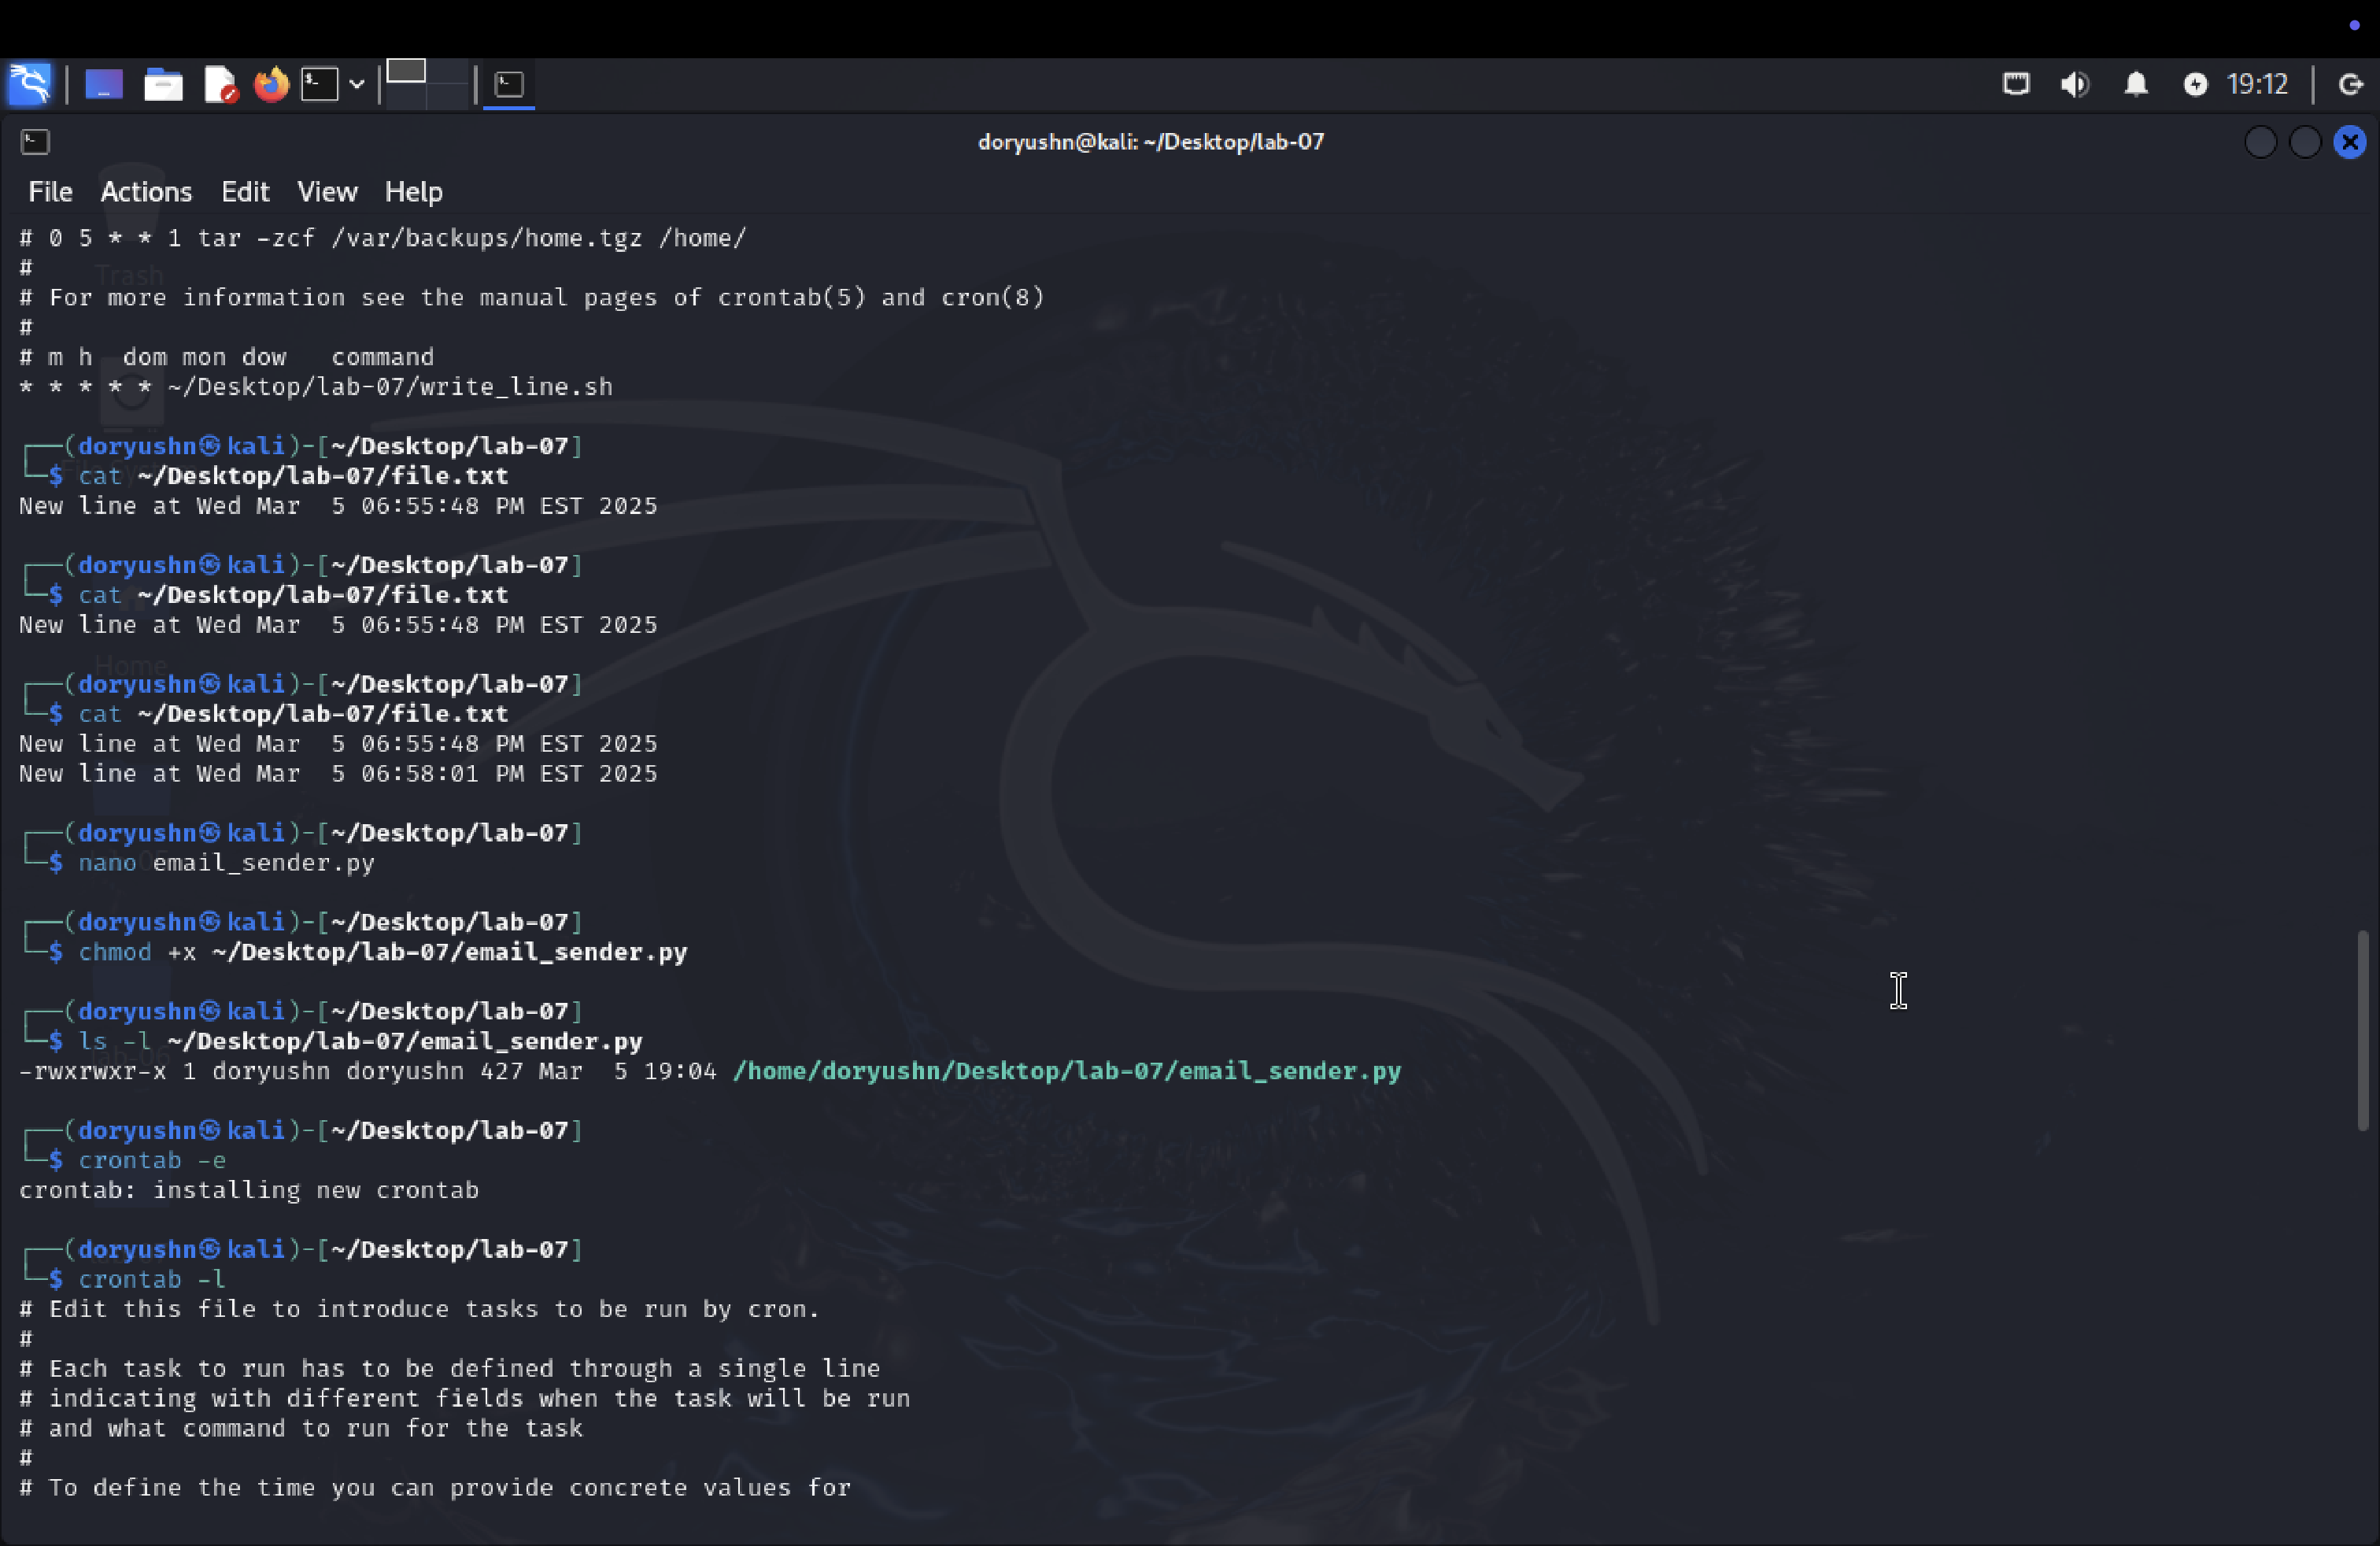 19:12
doryushn@kali: ~/Desktop/lab-07
File Actions Edit View Help
# 0 5 * * 1 tar -zcf /var/backups/home.tgz /home/
#
# For more information see the manual pages of crontab(5) and cron(8)
#
# m h  dom mon dow   command
* * * * * ~/Desktop/lab-07/write_line.sh
┌──(doryushn㉿kali)-[~/Desktop/lab-07]
└─$ cat ~/Desktop/lab-07/file.txt
New line at Wed Mar  5 06:55:48 PM EST 2025
┌──(doryushn㉿kali)-[~/Desktop/lab-07]
└─$ cat ~/Desktop/lab-07/file.txt
New line at Wed Mar  5 06:55:48 PM EST 2025
┌──(doryushn㉿kali)-[~/Desktop/lab-07]
└─$ cat ~/Desktop/lab-07/file.txt
New line at Wed Mar  5 06:55:48 PM EST 2025
New line at Wed Mar  5 06:58:01 PM EST 2025
┌──(doryushn㉿kali)-[~/Desktop/lab-07]
└─$ nano email_sender.py
┌──(doryushn㉿kali)-[~/Desktop/lab-07]
└─$ chmod +x ~/Desktop/lab-07/email_sender.py
┌──(doryushn㉿kali)-[~/Desktop/lab-07]
└─$ ls -l ~/Desktop/lab-07/email_sender.py
-rwxrwxr-x 1 doryushn doryushn 427 Mar  5 19:04 /home/doryushn/Desktop/lab-07/email_sender.py
┌──(doryushn㉿kali)-[~/Desktop/lab-07]
└─$ crontab -e
crontab: installing new crontab
┌──(doryushn㉿kali)-[~/Desktop/lab-07]
└─$ crontab -l
# Edit this file to introduce tasks to be run by cron.
#
# Each task to run has to be defined through a single line
# indicating with different fields when the task will be run
# and what command to run for the task
#
# To define the time you can provide concrete values for
Trash
Home
lab-06